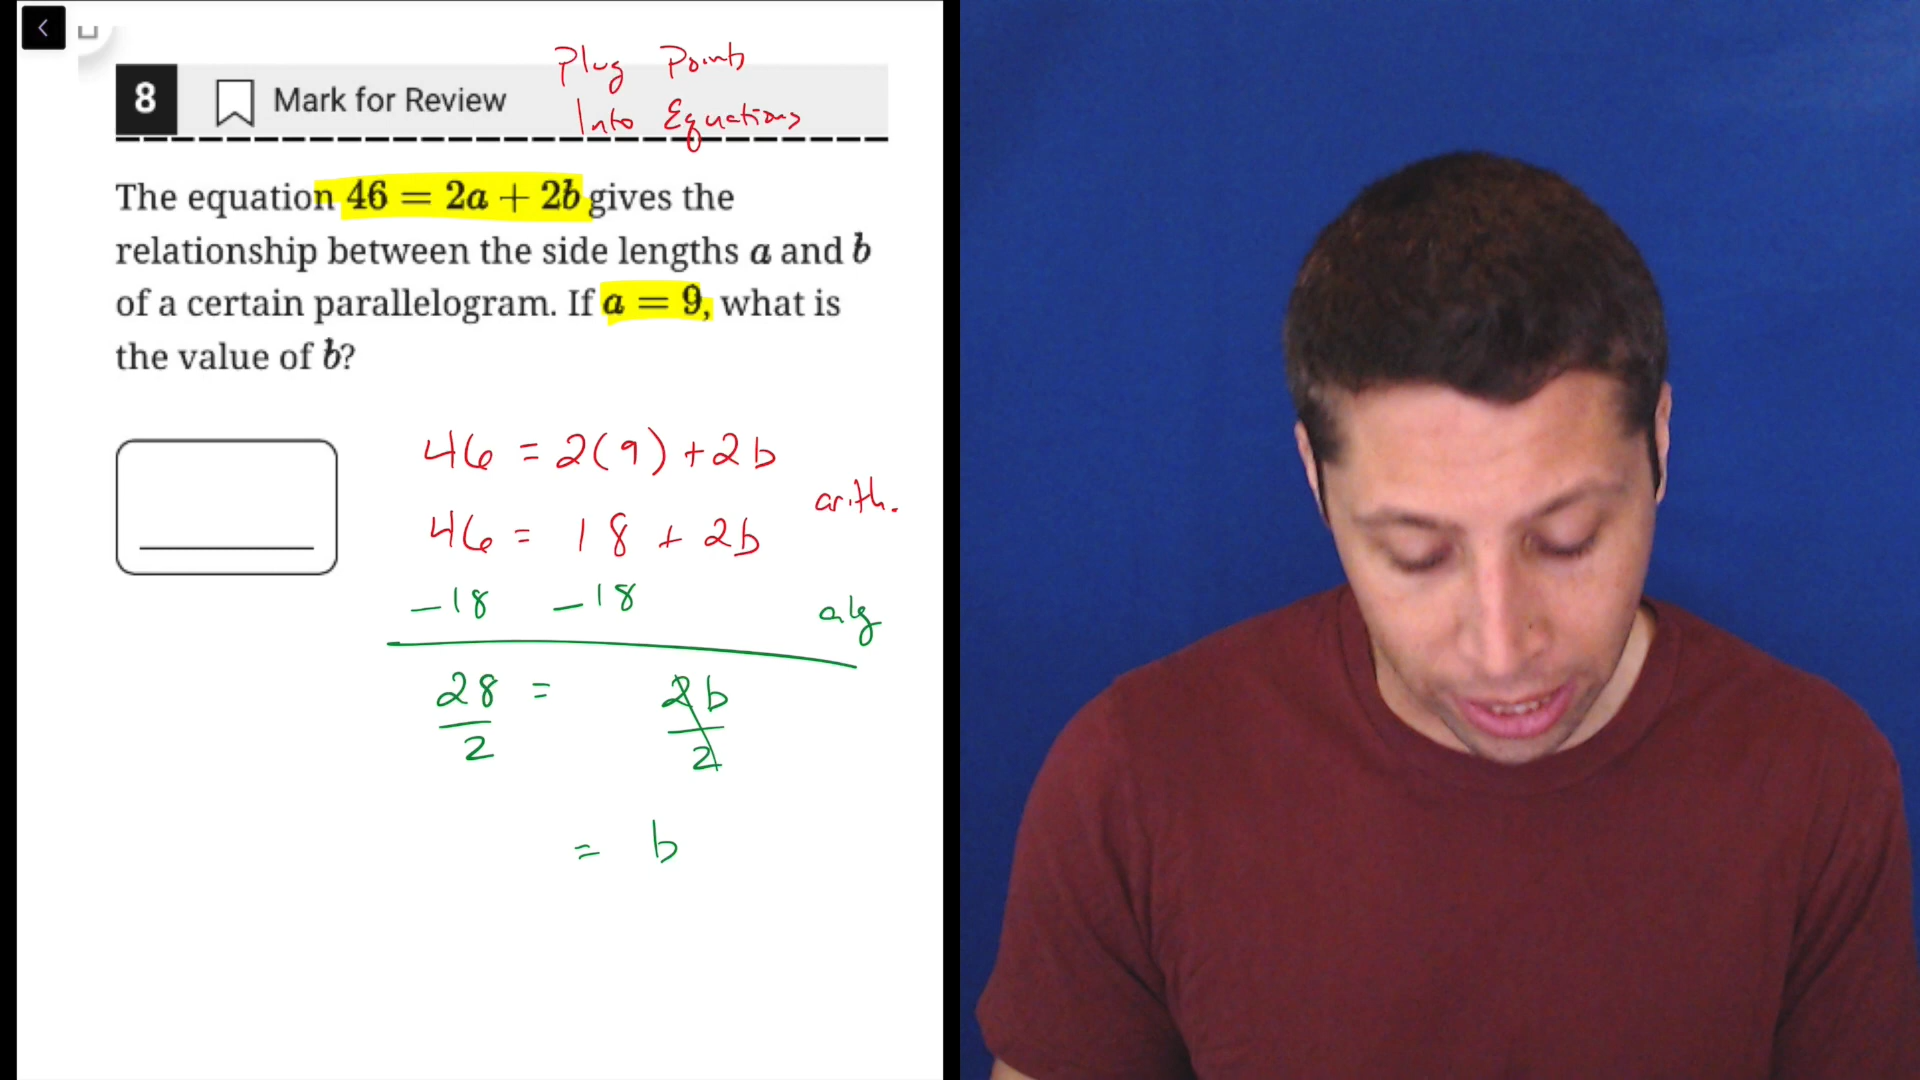 8 Mark for Review
Plug Points
Into Equations
The equation 46 = 2a + 2b gives the
relationship between the side lengths a and b
of a certain parallelogram. If a = 9, what is
the value of b?
46 = 2(9) + 2b
arith.
46 = 18 + 2b
-18 -18
alg
28 = 2b
2 2
= b